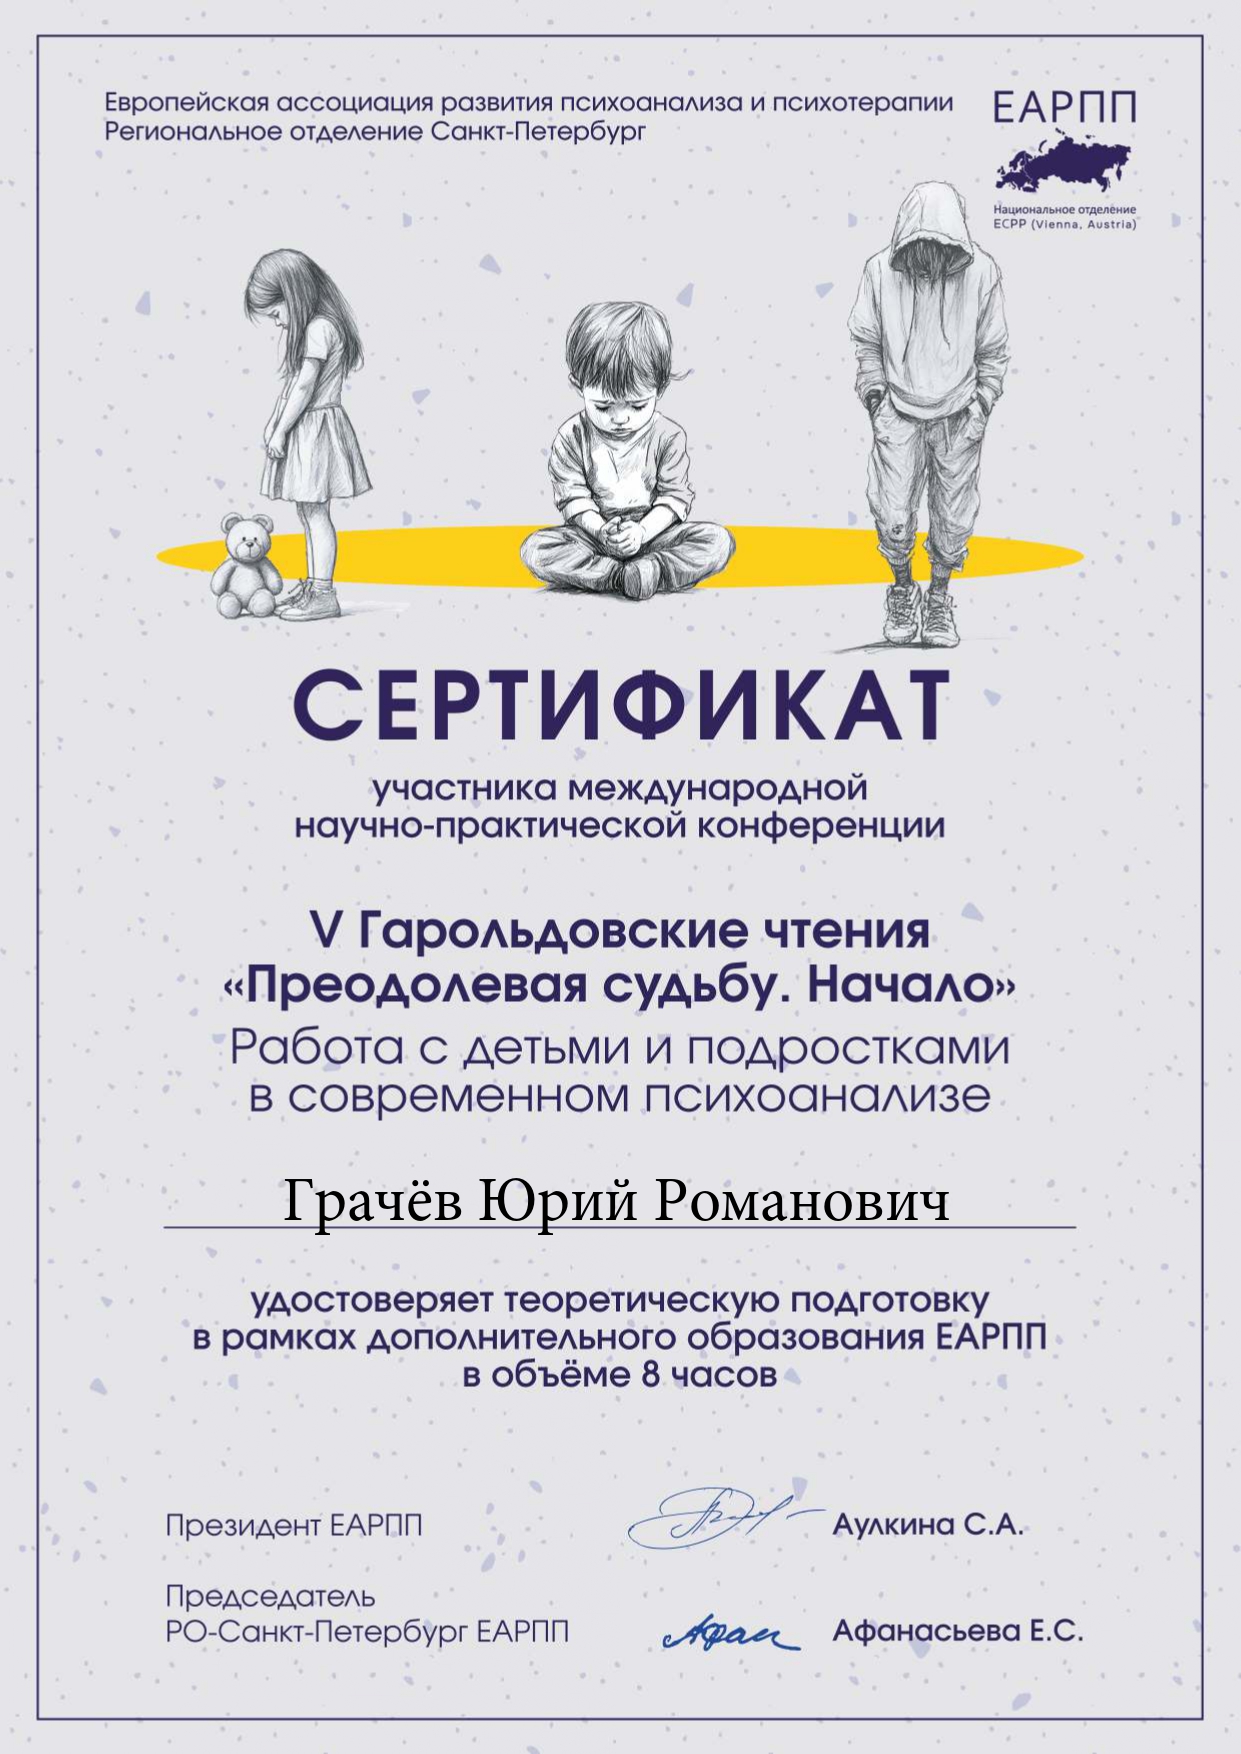 Европейская ассоциация развития психоанализа и психотерапии
Региональное отделение Санкт-Петербург
ЕАРПП
Национальное отделение
ECPP (Vienna, Austria)
СЕРТИФИКАТ
участника международной
научно-практической конференции
V Гарольдовские чтения
«Преодолевая судьбу. Начало»
Работа с детьми и подростками
в современном психоанализе
Грачёв Юрий Романович
удостоверяет теоретическую подготовку
в рамках дополнительного образования ЕАРПП
в объёме 8 часов
Президент ЕАРПП
Аулкина С.А.
Председатель
РО-Санкт-Петербург ЕАРПП
Афанасьева Е.С.